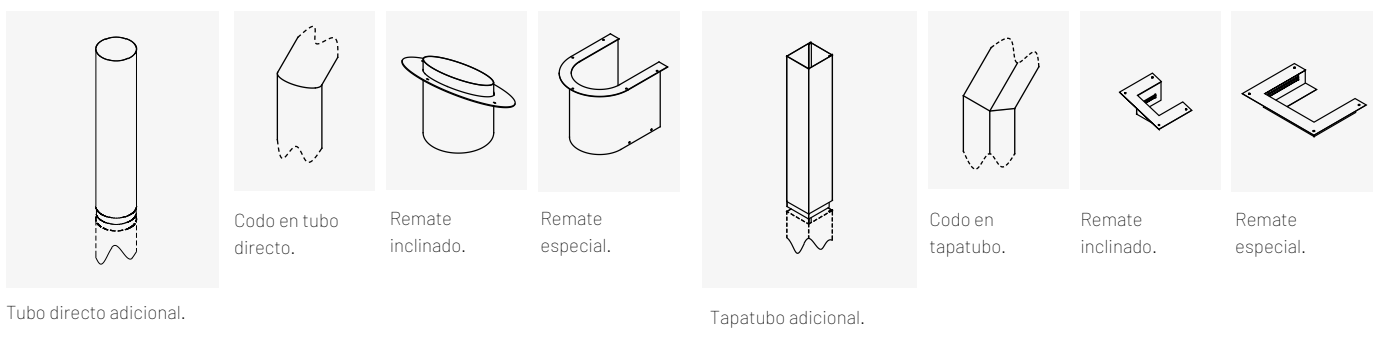 Codo en tubo
directo.
Remate
inclinado.
Remate
especial.
Codo en
tapatubo.
Remate
inclinado.
Remate
especial.
Tubo directo adicional.
Tapatubo adicional.